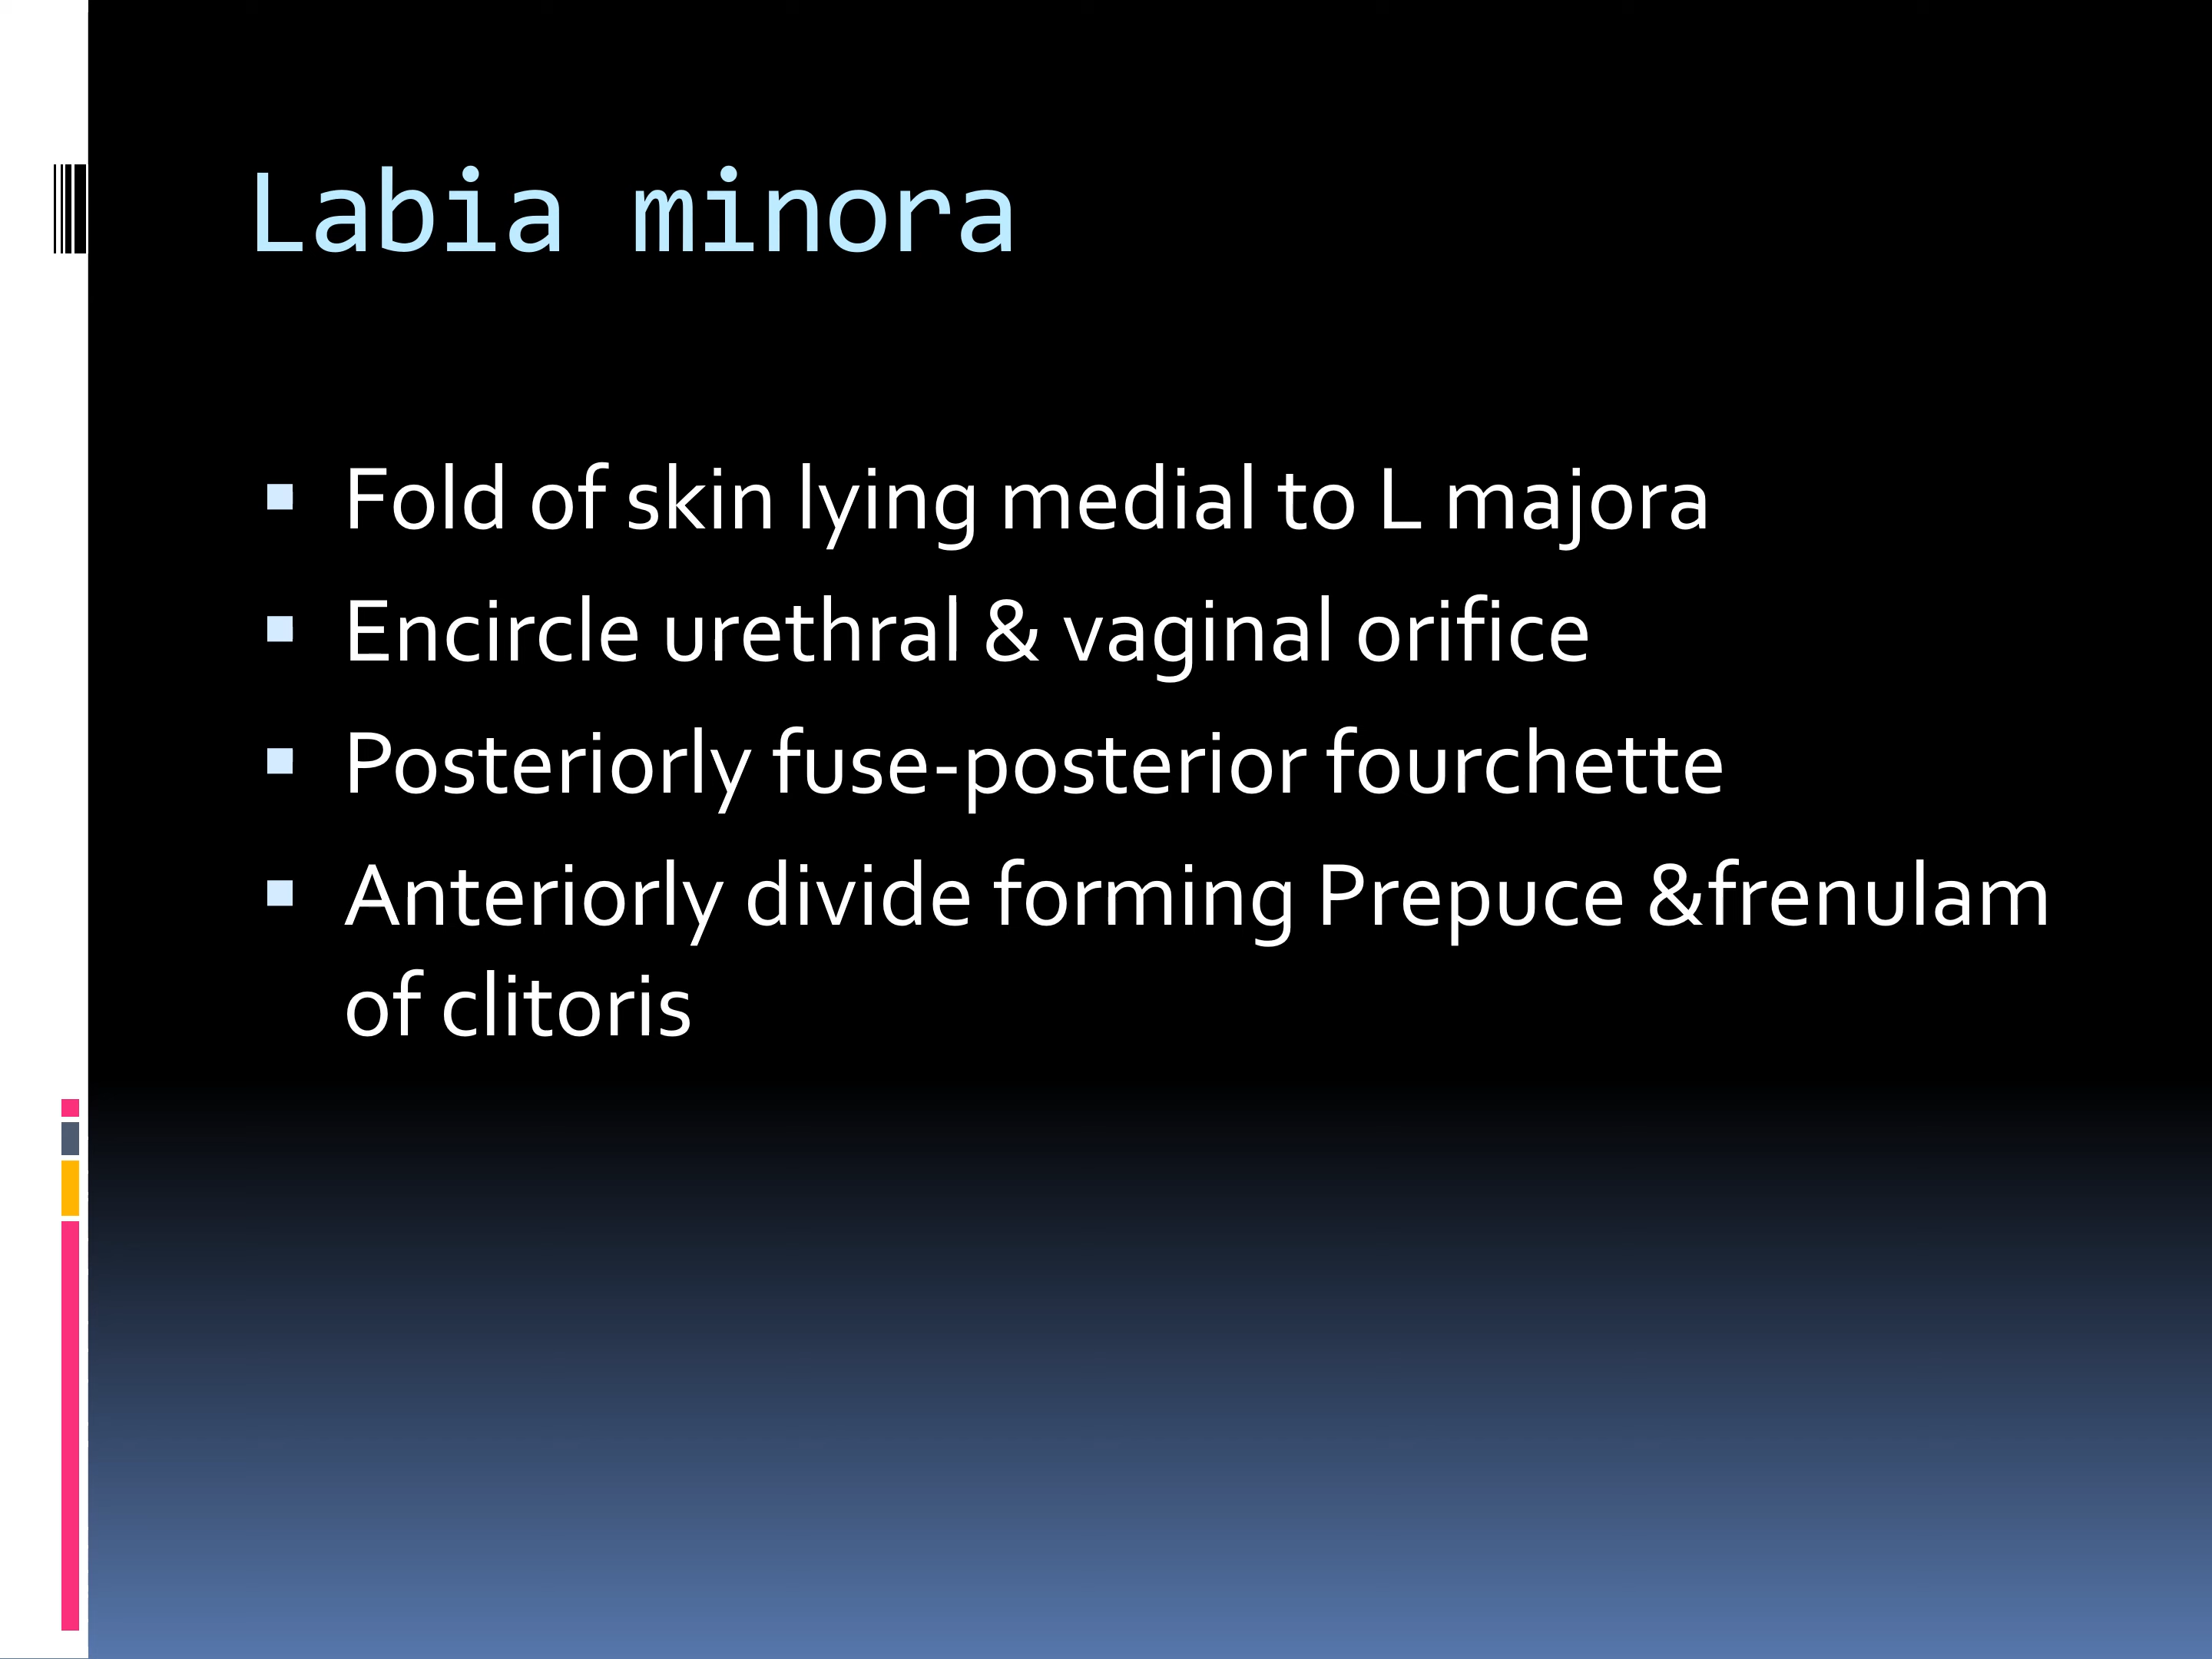 Labia minora
▪ Fold of skin lying medial to L majora
▪ Encircle urethral & vaginal orifice
▪ Posteriorly fuse-posterior fourchette
▪ Anteriorly divide forming Prepuce &frenulam
of clitoris